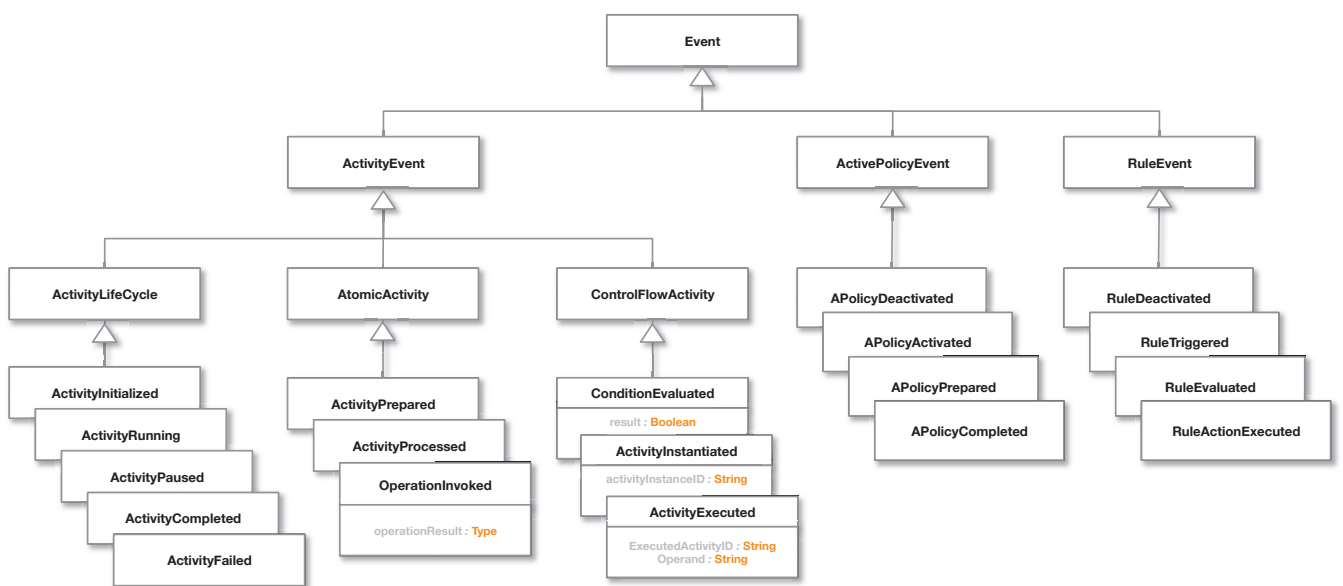 Event
ActivityEvent
ActivePolicyEvent
RuleEvent
ActivityLifeCycle
AtomicActivity
ControlFlowActivity
APolicyDeactivated
RuleDeactivated
APolicyActivated
RuleTriggered
APolicyPrepared
RuleEvaluated
APolicyCompleted
RuleActionExecuted
ActivityInitialized
ActivityRunning
ActivityPaused
ActivityCompleted
ActivityFailed
ActivityPrepared
ActivityProcessed
OperationInvoked
operationResult : Type
ConditionEvaluated
result : Boolean
ActivityInstantiated
activityInstanceID : String
ActivityExecuted
ExecutedActivityID : String
Operand : String